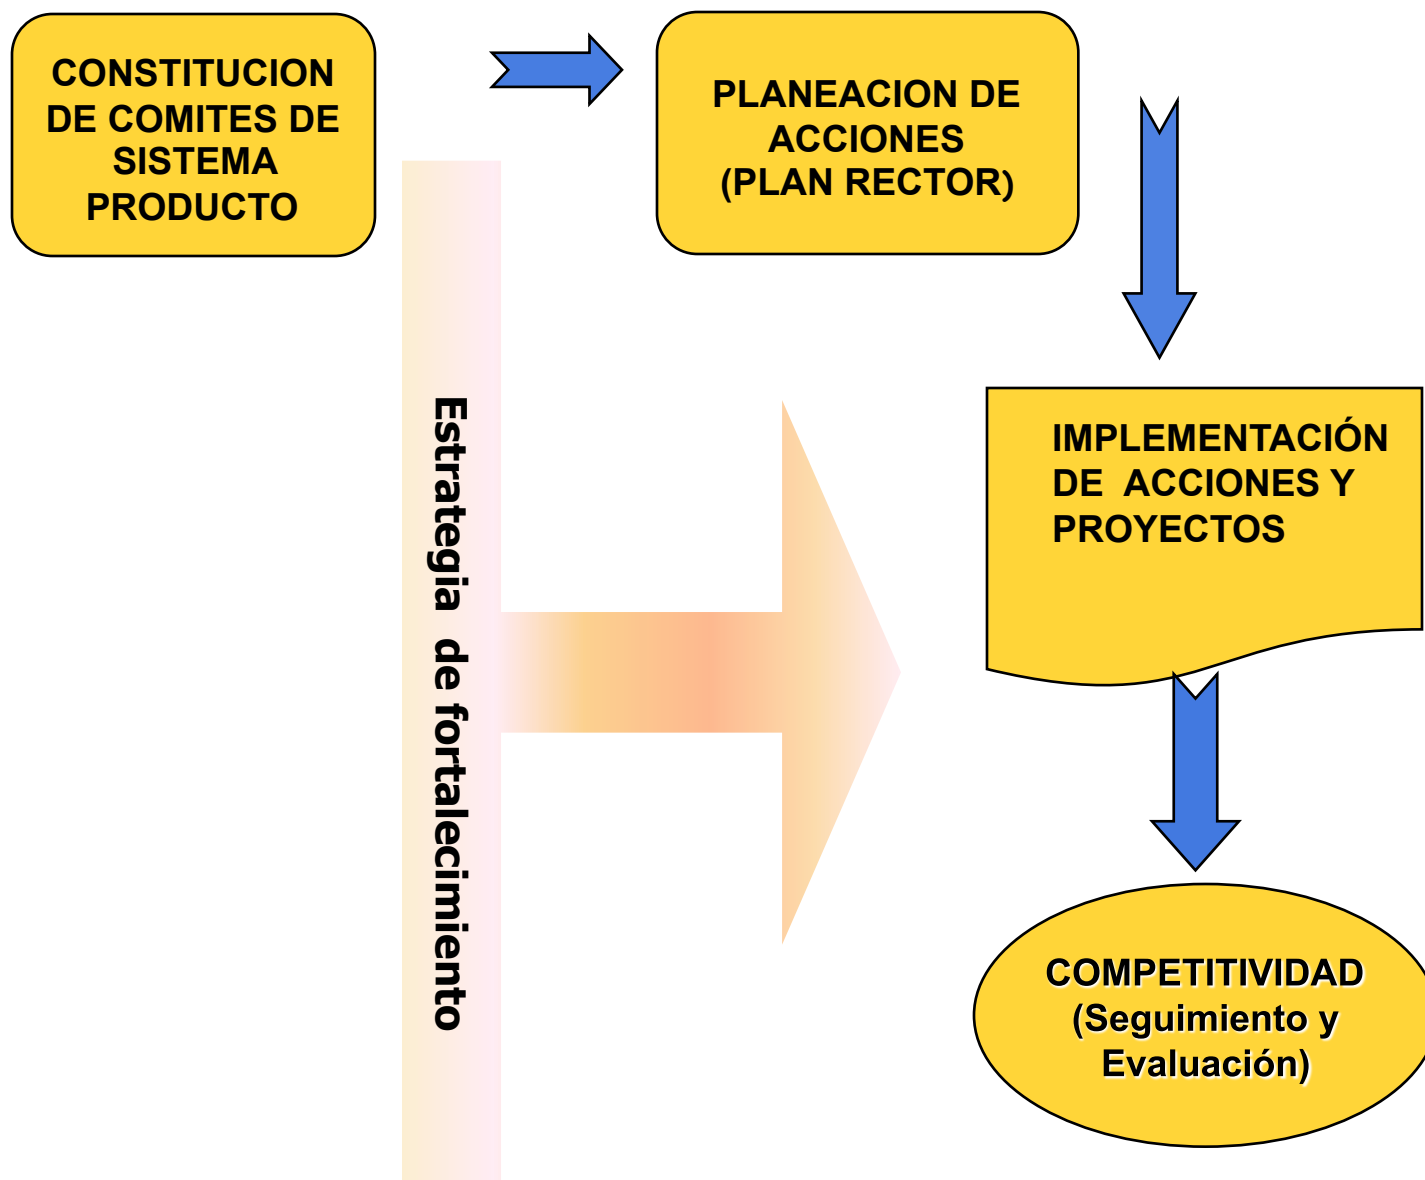 CONSTITUCION
DE COMITES DE
SISTEMA
PRODUCTO
PLANEACION DE
ACCIONES
(PLAN RECTOR)
Estrategia de fortalecimiento
IMPLEMENTACIÓN
DE ACCIONES Y
PROYECTOS
COMPETITIVIDAD
(Seguimiento y
Evaluación)